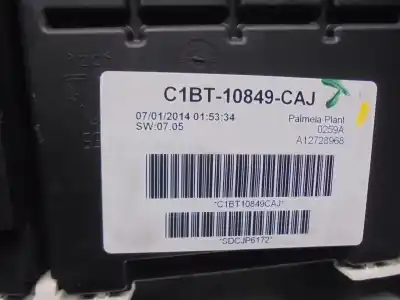 C1BT-10849-CAJ
07/01/2014 01:53:34
SW:07.05
Palmela Plant
0259A
A12728968
*C1BT10849CAJ*
*SDCJP6172*